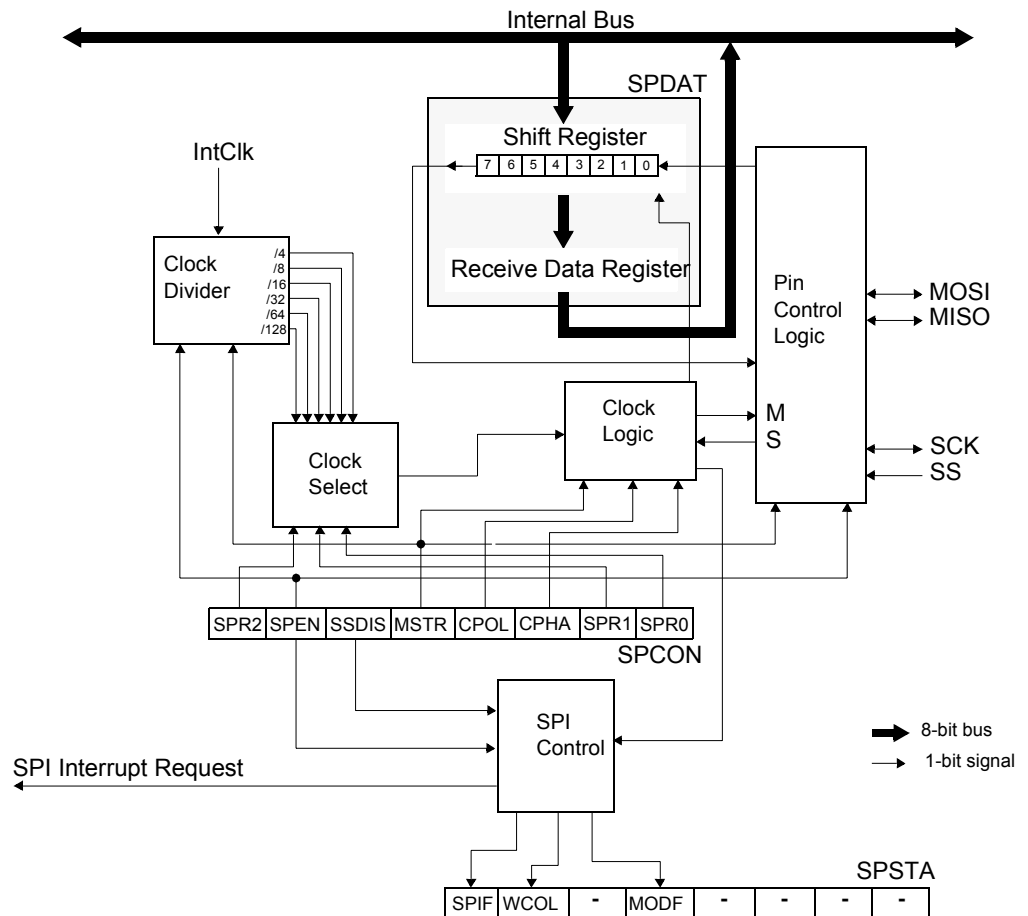 Internal Bus
SPDAT
Shift Register
7 6 5 4 3 2 1 0
IntClk
Clock
Divider
/4
/8
/16
/32
/64
/128
Receive Data Register
Pin
Control
Logic
MOSI
MISO
Clock
Logic
M
S
SCK
SS
Clock
Select
SPR2 SPEN SSDIS MSTR CPOL CPHA SPR1 SPR0
SPCON
SPI
Control
8-bit bus
1-bit signal
SPI Interrupt Request
SPSTA
SPIF WCOL - MODF - - - -